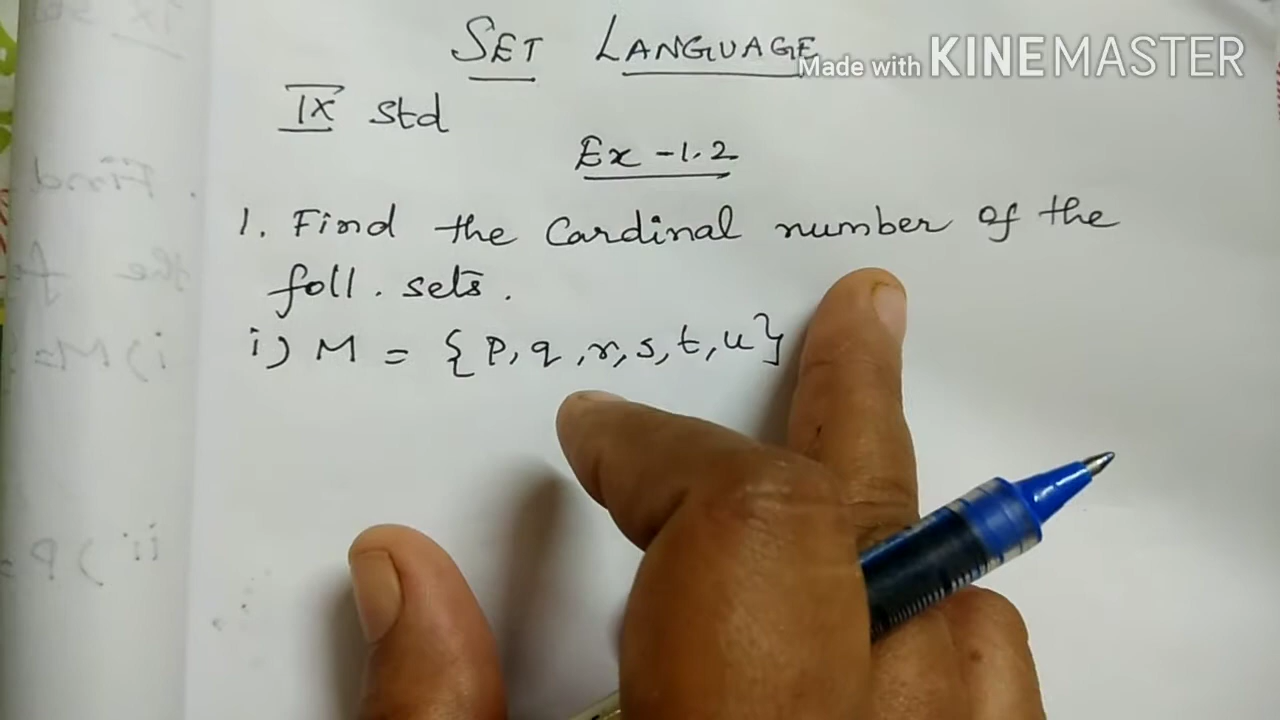 SET LANGUAGE
Made with KINEMASTER
IX std
Ex - 1.2
1. Find the Cardinal number of the
foll. sets.
i) M = {p, q, r, s, t, u}